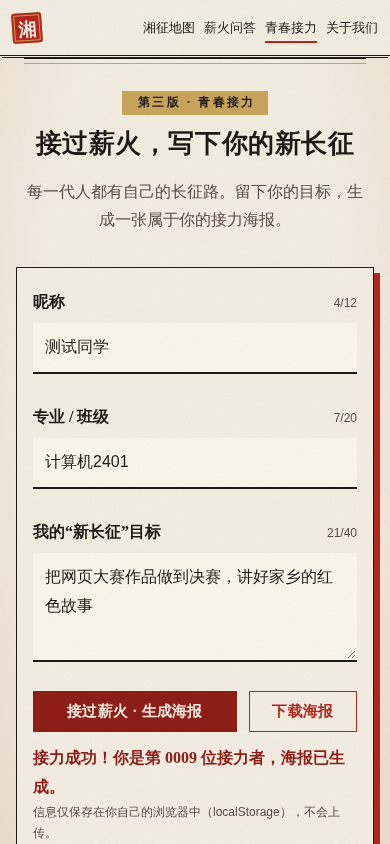 湘
湘征地图 薪火问答 青春接力 关于我们
第三版 · 青春接力
接过薪火，写下你的新长征
每一代人都有自己的长征路。留下你的目标，生
成一张属于你的接力海报。
昵称 4/12
测试同学
专业 / 班级 7/20
计算机2401
我的“新长征”目标 21/40
把网页大赛作品做到决赛，讲好家乡的红
色故事
接过薪火 · 生成海报 下载海报
接力成功！你是第 0009 位接力者，海报已生
成。
信息仅保存在你自己的浏览器中（localStorage），不会上
传。